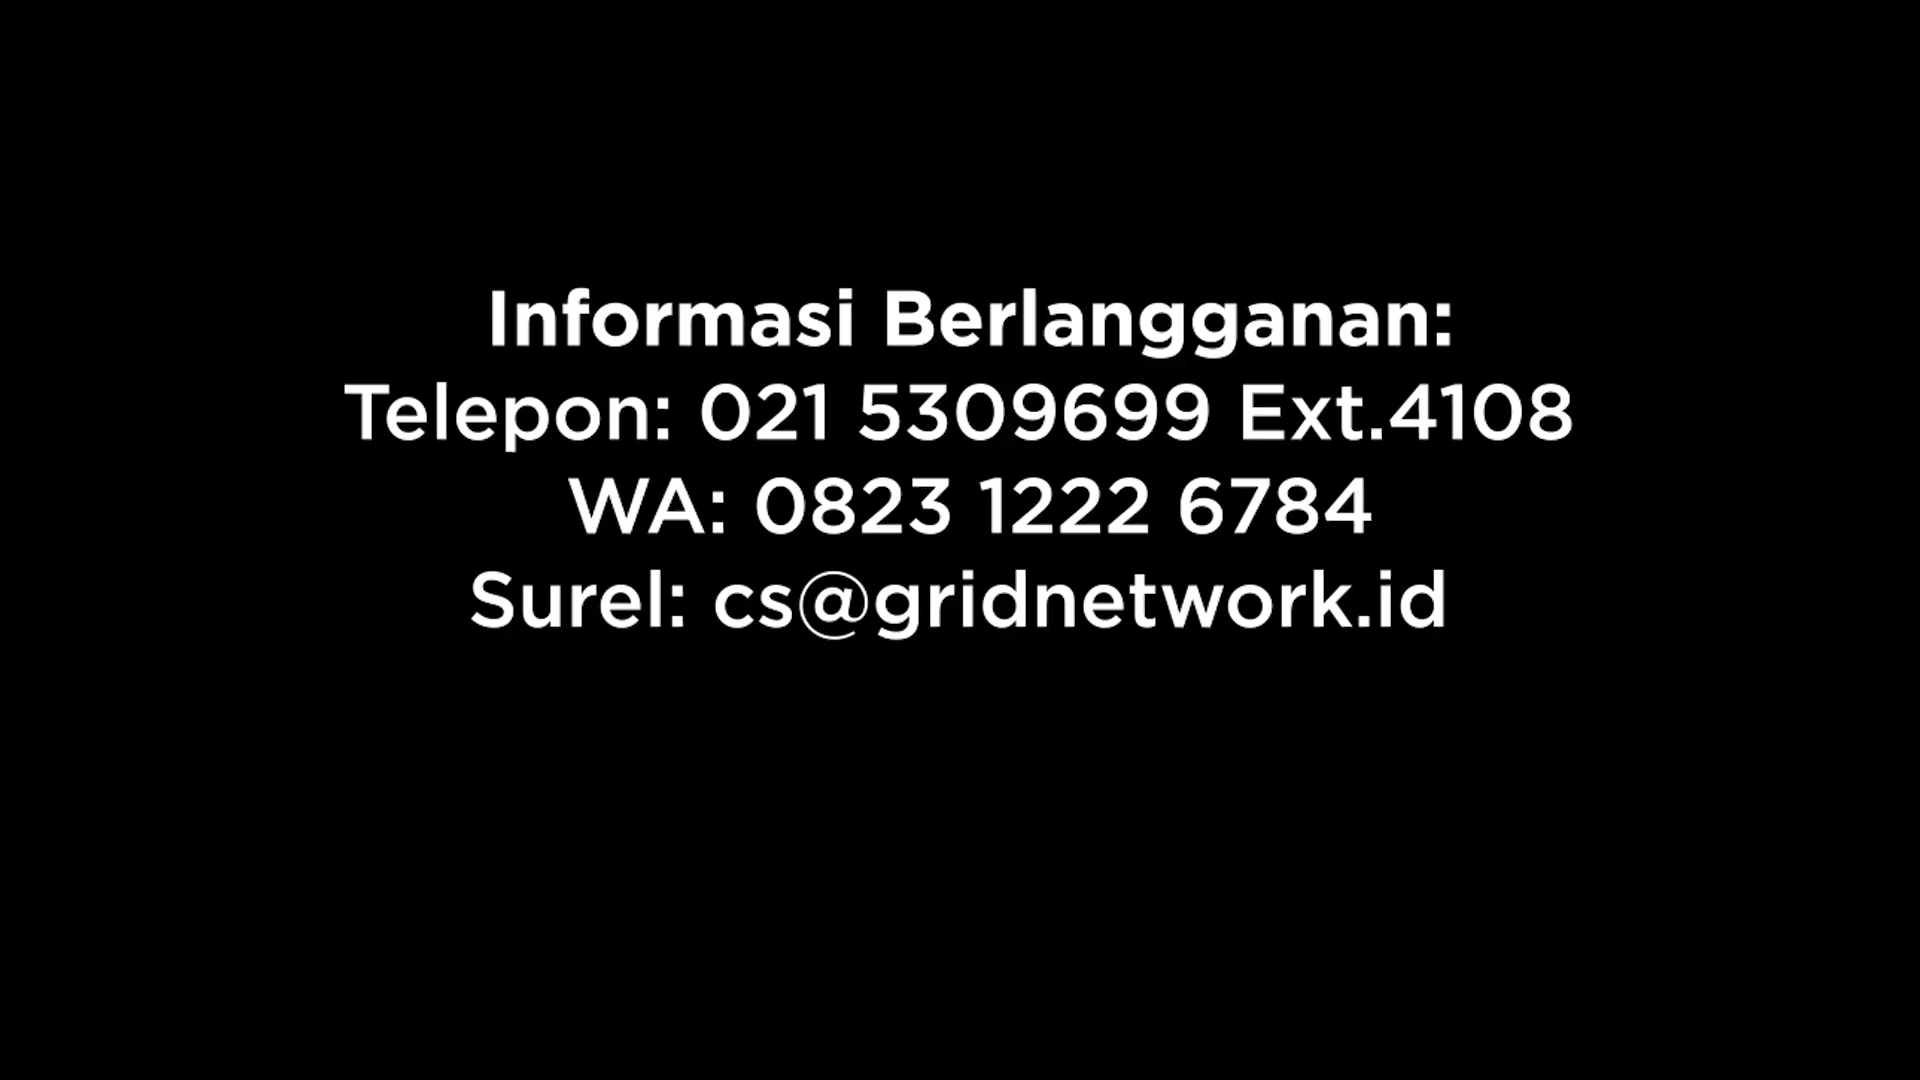 Informasi Berlangganan:
Telepon: 021 5309699 Ext.4108
WA: 0823 1222 6784
Surel: cs@gridnetwork.id